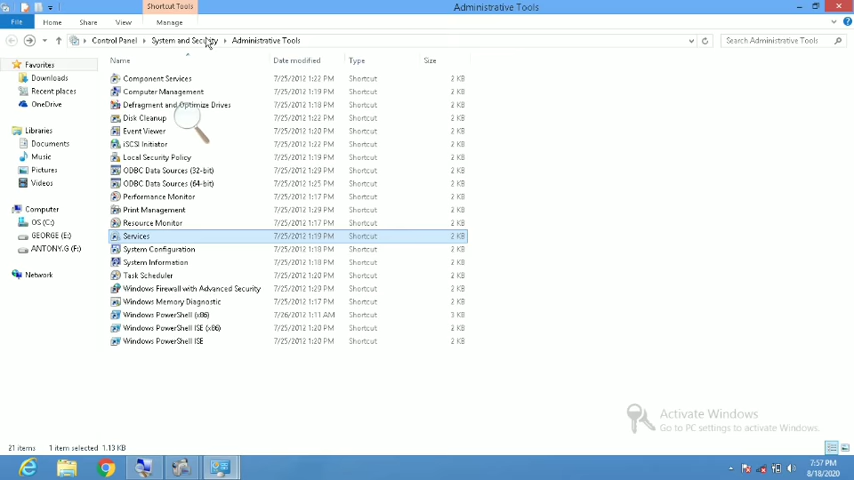 Shortcut Tools
Administrative Tools
File Home Share View Manage
Control Panel System and Security Administrative Tools Search Administrative Tools
Name Date modified Type Size
Favorites
Downloads
Recent places
OneDrive
Libraries
Documents
Music
Pictures
Videos
Computer
OS (C:)
GEORGE (E:)
ANTONY.G (F:)
Network
Component Services 7/25/2012 1:22 PM Shortcut 2 KB
Computer Management 7/25/2012 1:19 PM Shortcut 2 KB
Defragment and Optimize Drives 7/25/2012 1:18 PM Shortcut 2 KB
Disk Cleanup 7/25/2012 1:22 PM Shortcut 2 KB
Event Viewer 7/25/2012 1:20 PM Shortcut 2 KB
iSCSI Initiator 7/25/2012 1:22 PM Shortcut 2 KB
Local Security Policy 7/25/2012 1:19 PM Shortcut 2 KB
ODBC Data Sources (32-bit) 7/25/2012 1:29 PM Shortcut 2 KB
ODBC Data Sources (64-bit) 7/25/2012 1:25 PM Shortcut 2 KB
Performance Monitor 7/25/2012 1:17 PM Shortcut 2 KB
Print Management 7/25/2012 1:29 PM Shortcut 2 KB
Resource Monitor 7/25/2012 1:17 PM Shortcut 2 KB
Services 7/25/2012 1:19 PM Shortcut 2 KB
System Configuration 7/25/2012 1:18 PM Shortcut 2 KB
System Information 7/25/2012 1:18 PM Shortcut 2 KB
Task Scheduler 7/25/2012 1:20 PM Shortcut 2 KB
Windows Firewall with Advanced Security 7/25/2012 1:29 PM Shortcut 2 KB
Windows Memory Diagnostic 7/25/2012 1:17 PM Shortcut 2 KB
Windows PowerShell (x86) 7/26/2012 1:11 AM Shortcut 3 KB
Windows PowerShell ISE (x86) 7/25/2012 1:20 PM Shortcut 2 KB
Windows PowerShell ISE 7/25/2012 1:20 PM Shortcut 2 KB
Activate Windows
Go to PC settings to activate Windows.
21 items 1 item selected 1.13 KB
7:57 PM
8/18/2020